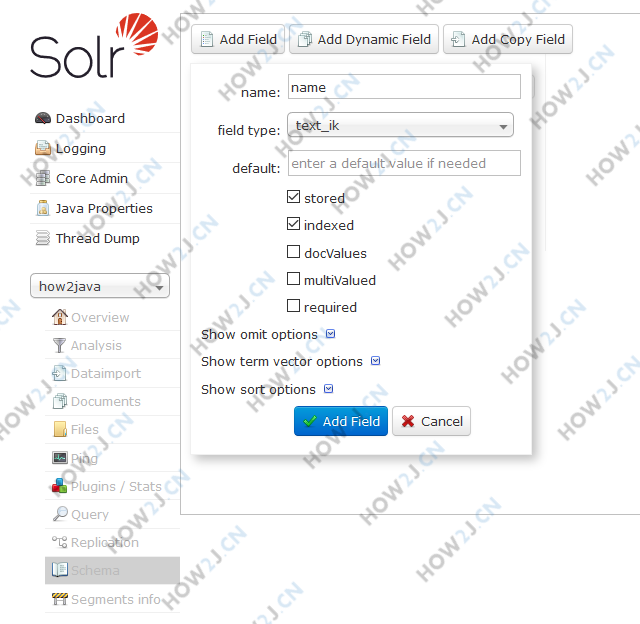 Solr
Dashboard
Logging
Core Admin
Java Properties
Thread Dump
how2java
Overview
Analysis
Dataimport
Documents
Files
Ping
Plugins / Stats
Query
Replication
Schema
Segments info
Add Field
Add Dynamic Field
Add Copy Field
name:
name
field type:
text_ik
default:
enter a default value if needed
stored
indexed
docValues
multiValued
required
Show omit options
Show term vector options
Show sort options
Add Field
Cancel
HOW2J.CN